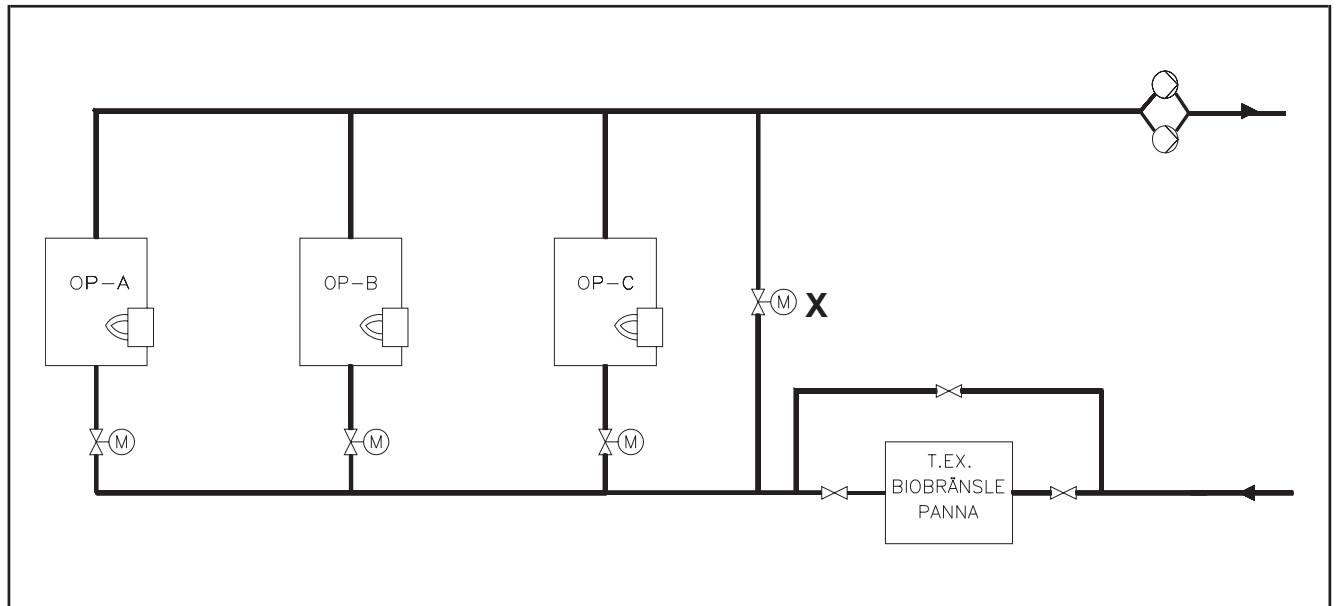 OP-A
OP-B
OP-C
M X
M
M
M
T.EX.
BIOBRÄNSLE
PANNA